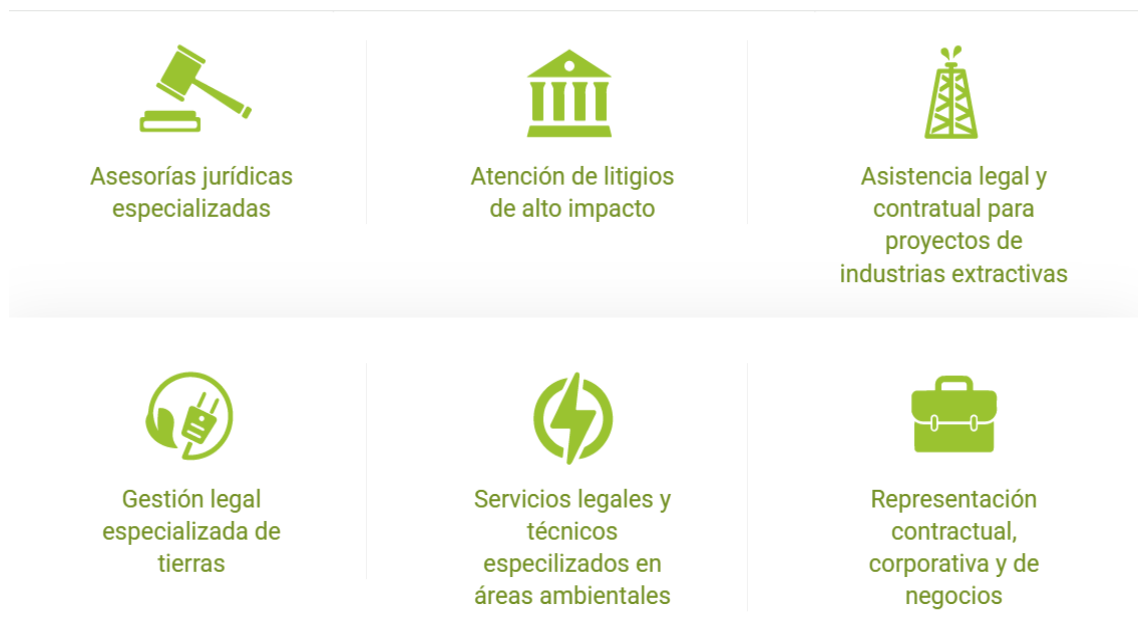 Asesorías jurídicas
especializadas
Atención de litigios
de alto impacto
Asistencia legal y
contratual para
proyectos de
industrias extractivas
Gestión legal
especializada de
tierras
Servicios legales y
técnicos
especilizados en
áreas ambientales
Representación
contractual,
corporativa y de
negocios